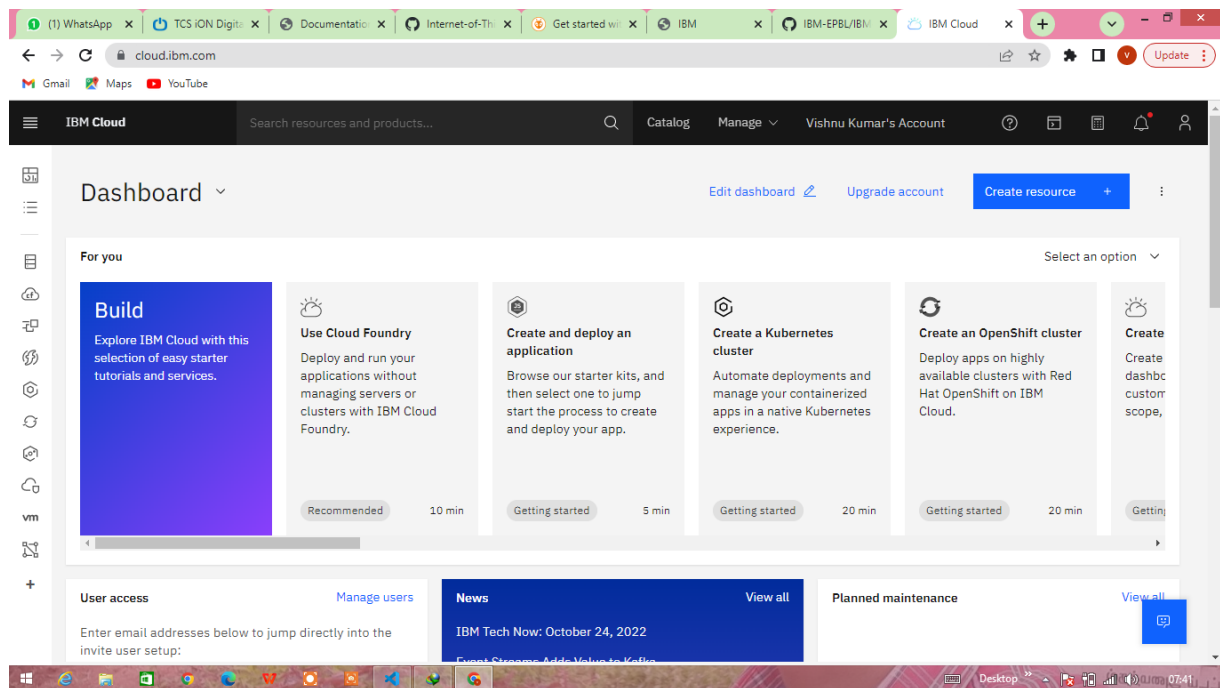 (1) WhatsApp
TCS iON Digita
Documentatio
Internet-of-Thi
Get started wit
IBM
IBM-EPBL/IBM
IBM Cloud
cloud.ibm.com
Update
Gmail
Maps
YouTube
IBM Cloud
Search resources and products...
Catalog
Manage
Vishnu Kumar's Account
Dashboard
Edit dashboard
Upgrade account
Create resource +
For you
Select an option
Build
Explore IBM Cloud with this
selection of easy starter
tutorials and services.
Use Cloud Foundry
Deploy and run your
applications without
managing servers or
clusters with IBM Cloud
Foundry.
Recommended
10 min
Create and deploy an
application
Browse our starter kits, and
then select one to jump
start the process to create
and deploy your app.
Getting started
5 min
Create a Kubernetes
cluster
Automate deployments and
manage your containerized
apps in a native Kubernetes
experience.
Getting started
20 min
Create an OpenShift cluster
Deploy apps on highly
available clusters with Red
Hat OpenShift on IBM
Cloud.
Getting started
20 min
Create
Create
dashbo
custom
scope,
Getting
vm
User access
Manage users
Enter email addresses below to jump directly into the
invite user setup:
News
View all
IBM Tech Now: October 24, 2022
Event Streams Adds Value to Kafka
Planned maintenance
View all
Desktop
07:41